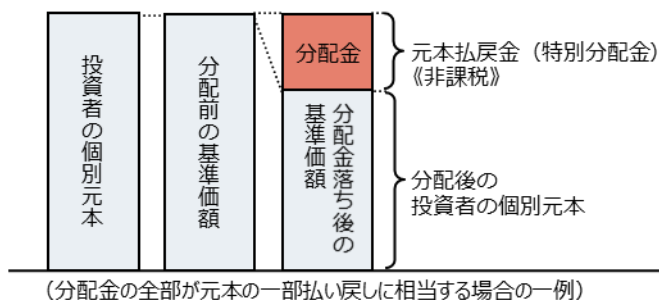 投資者の個別元本
分配前の基準価額
分配金
分配金落ち後の
基準価額
元本払戻金（特別分配金）
《非課税》
分配後の
投資者の個別元本
（分配金の全部が元本の一部払い戻しに相当する場合の一例）